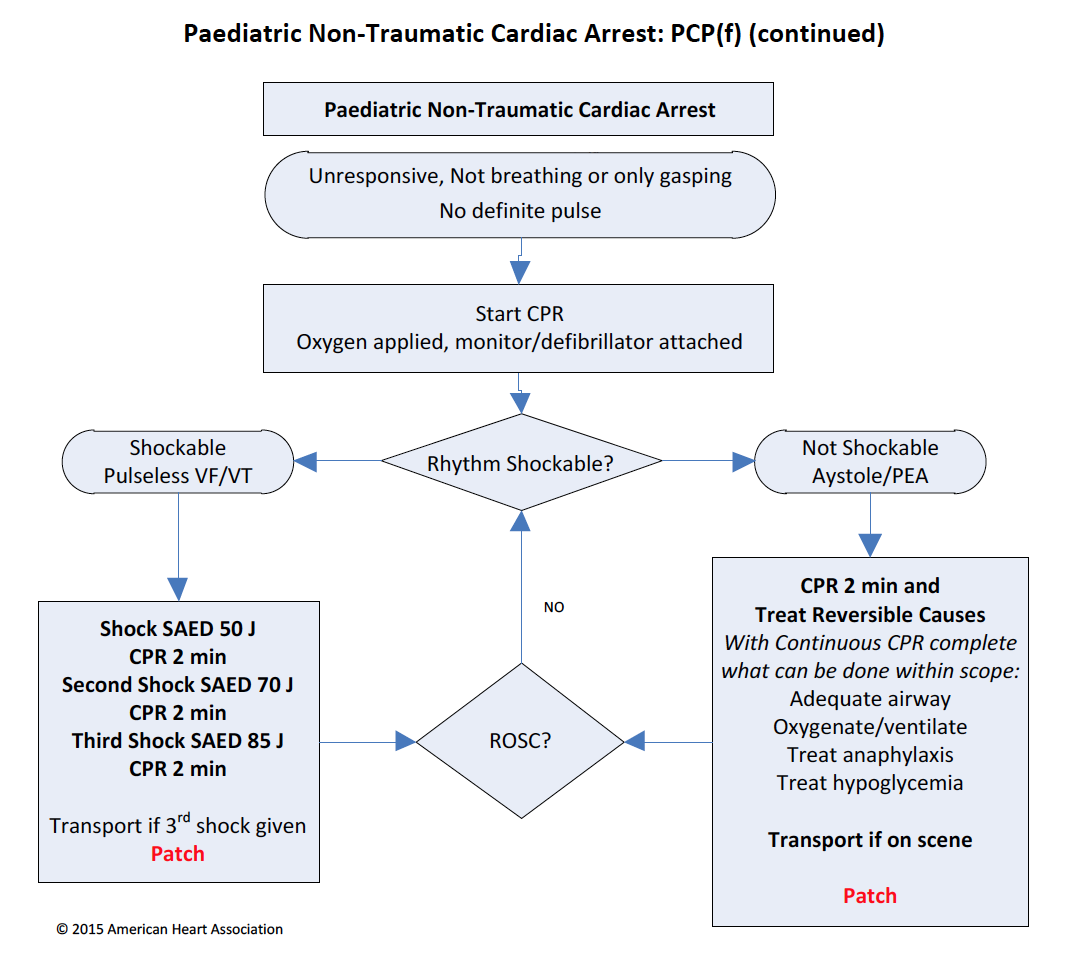 Paediatric Non-Traumatic Cardiac Arrest: PCP(f) (continued)
Paediatric Non-Traumatic Cardiac Arrest
Unresponsive, Not breathing or only gasping
No definite pulse
Start CPR
Oxygen applied, monitor/defibrillator attached
Rhythm Shockable?
Shockable
Pulseless VF/VT
Not Shockable
Aystole/PEA
Shock SAED 50 J
CPR 2 min
Second Shock SAED 70 J
CPR 2 min
Third Shock SAED 85 J
CPR 2 min
Transport if 3rd shock given
Patch
NO
ROSC?
CPR 2 min and
Treat Reversible Causes
With Continuous CPR complete
what can be done within scope:
Adequate airway
Oxygenate/ventilate
Treat anaphylaxis
Treat hypoglycemia
Transport if on scene
Patch
© 2015 American Heart Association